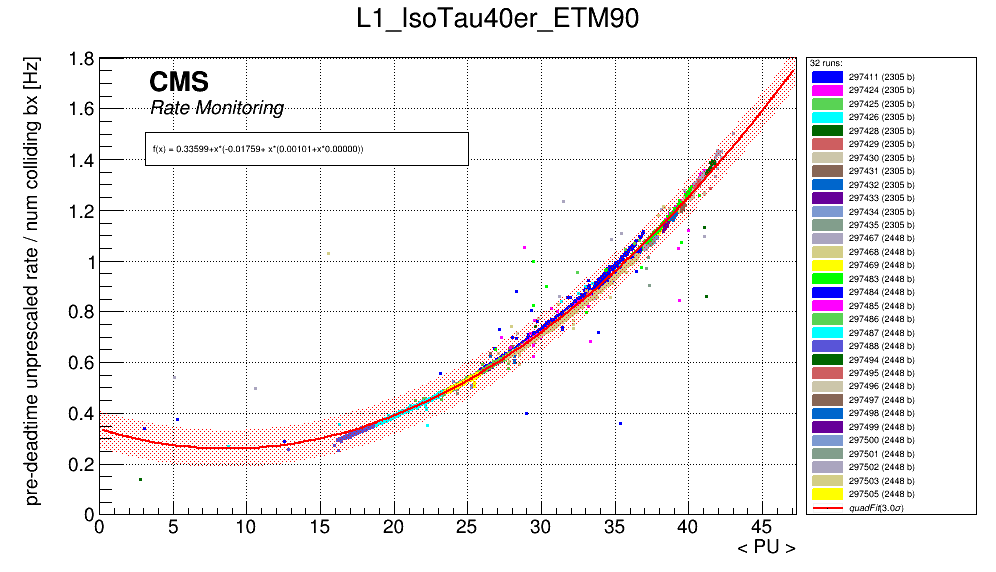 L1_IsoTau40er_ETM90
pre-deadtime unprescaled rate / num colliding bx [Hz]
1.8
1.6
1.4
1.2
1
0.8
0.6
0.4
0.2
0
CMS
Rate Monitoring
f(x) = 0.33599+x*(-0.01759+ x*(0.00101+x*0.00000))
0 5 10 15 20 25 30 35 40 45
< PU >
32 runs:
297411 (2305 b)
297424 (2305 b)
297425 (2305 b)
297426 (2305 b)
297428 (2305 b)
297429 (2305 b)
297430 (2305 b)
297431 (2305 b)
297432 (2305 b)
297433 (2305 b)
297434 (2305 b)
297435 (2305 b)
297467 (2448 b)
297468 (2448 b)
297469 (2448 b)
297483 (2448 b)
297484 (2448 b)
297485 (2448 b)
297486 (2448 b)
297487 (2448 b)
297488 (2448 b)
297494 (2448 b)
297495 (2448 b)
297496 (2448 b)
297497 (2448 b)
297498 (2448 b)
297499 (2448 b)
297500 (2448 b)
297501 (2448 b)
297502 (2448 b)
297503 (2448 b)
297505 (2448 b)
quadFit(3.0σ)